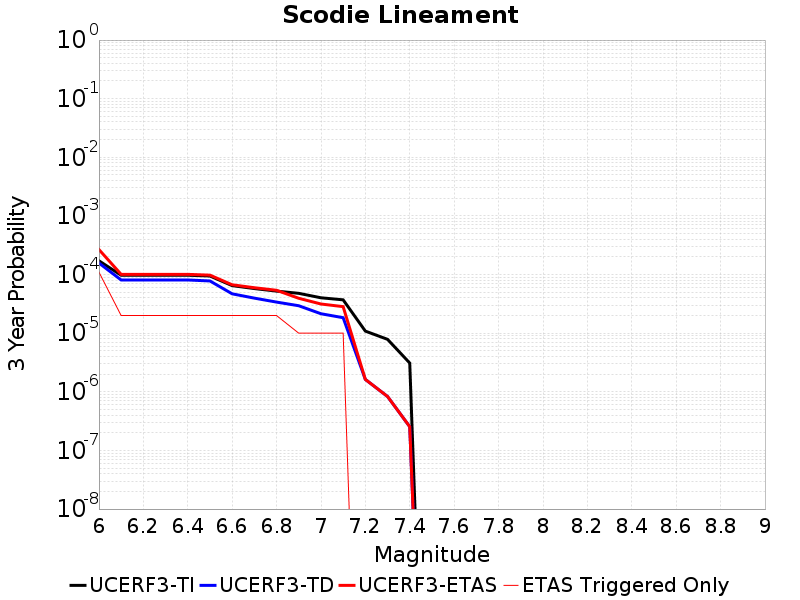 Scodie Lineament
10^0
10^-1
10^-2
10^-3
10^-4
10^-5
10^-6
10^-7
10^-8
3 Year Probability
6 6.2 6.4 6.6 6.8 7 7.2 7.4 7.6 7.8 8 8.2 8.4 8.6 8.8 9
Magnitude
UCERF3-TI UCERF3-TD UCERF3-ETAS ETAS Triggered Only